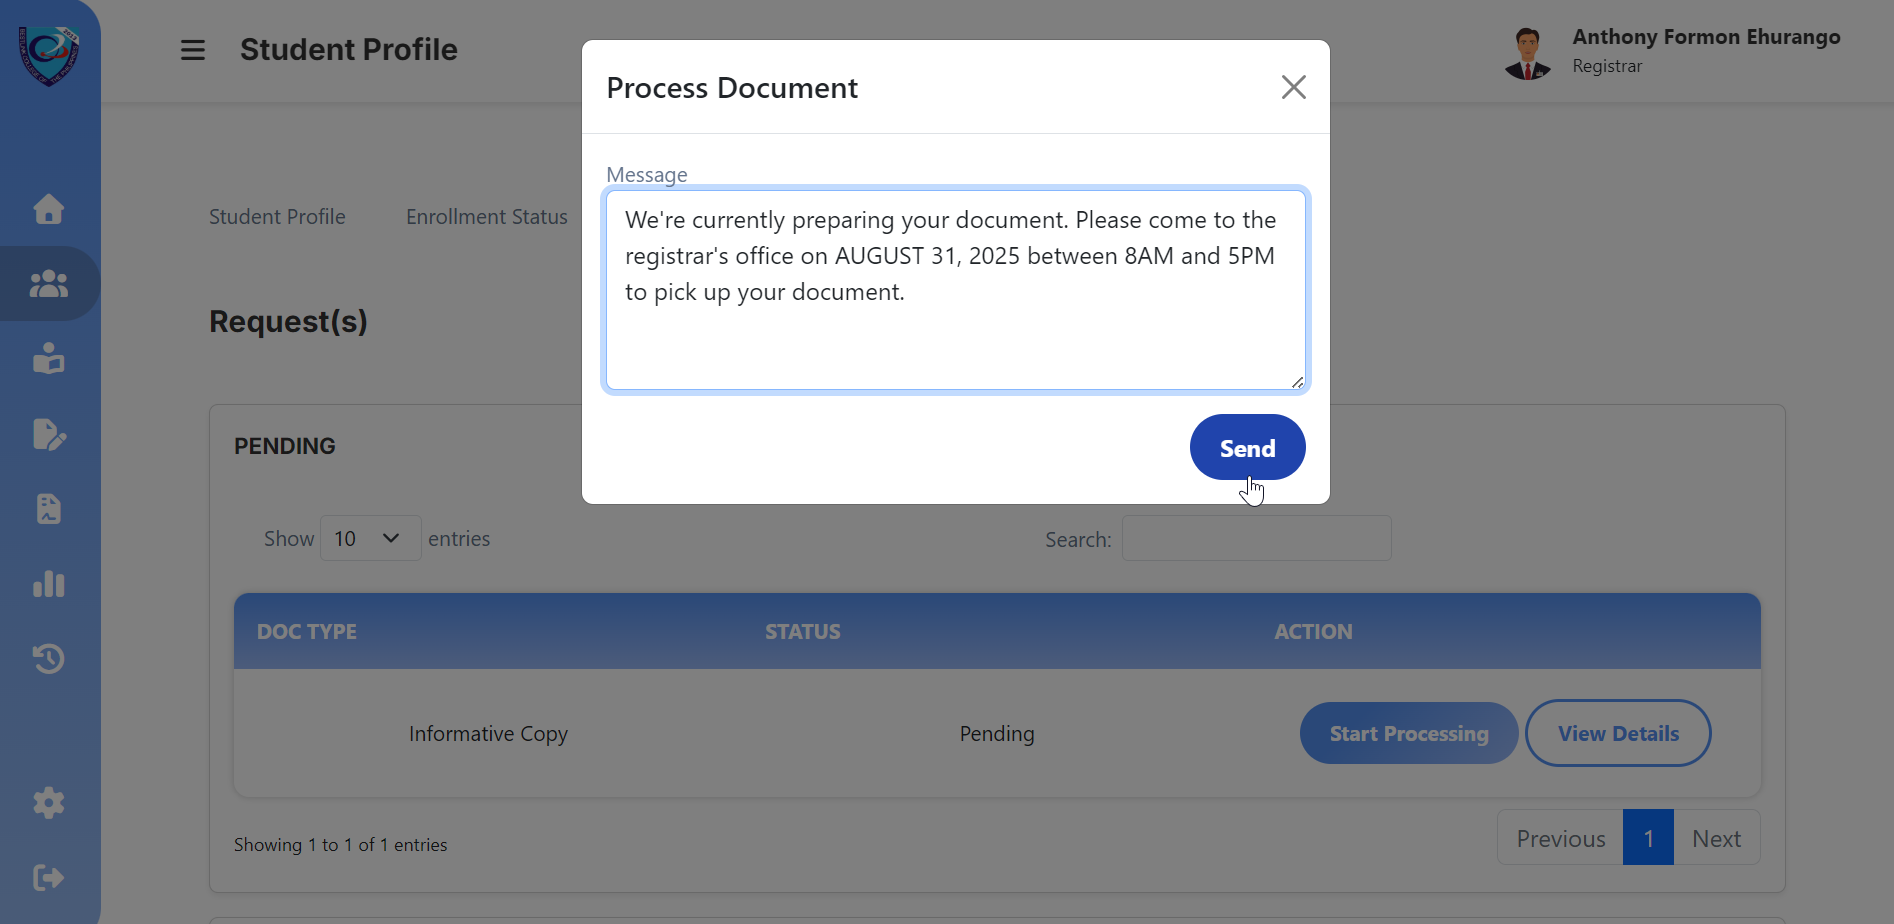 Student Profile
Anthony Formon Ehurango
Registrar
Process Document
Message
We're currently preparing your document. Please come to the
registrar's office on AUGUST 31, 2025 between 8AM and 5PM
to pick up your document.
Send
Student Profile
Enrollment Status
Request(s)
PENDING
Show 10 entries
Search:
DOC TYPE STATUS ACTION
Informative Copy Pending Start Processing View Details
Showing 1 to 1 of 1 entries
Previous 1 Next